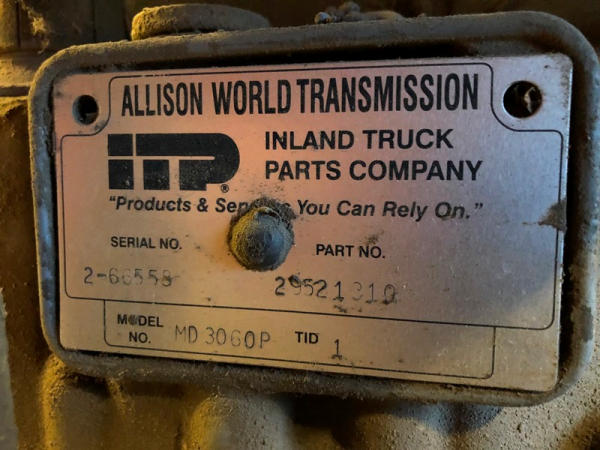 ALLISON WORLD TRANSMISSION
ITP® INLAND TRUCK
PARTS COMPANY
"Products & You Can Rely On."
SERIAL NO. PART NO.
2-66558 29521910
MODEL
NO. MD 3060P TID 1